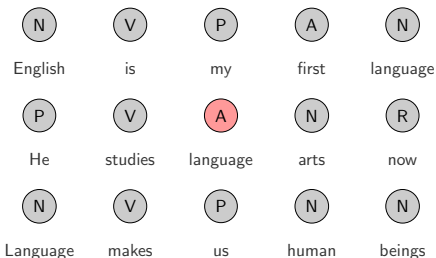 N V P A N
English is my first language
P V A N R
He studies language arts now
N V P N N
Language makes us human beings